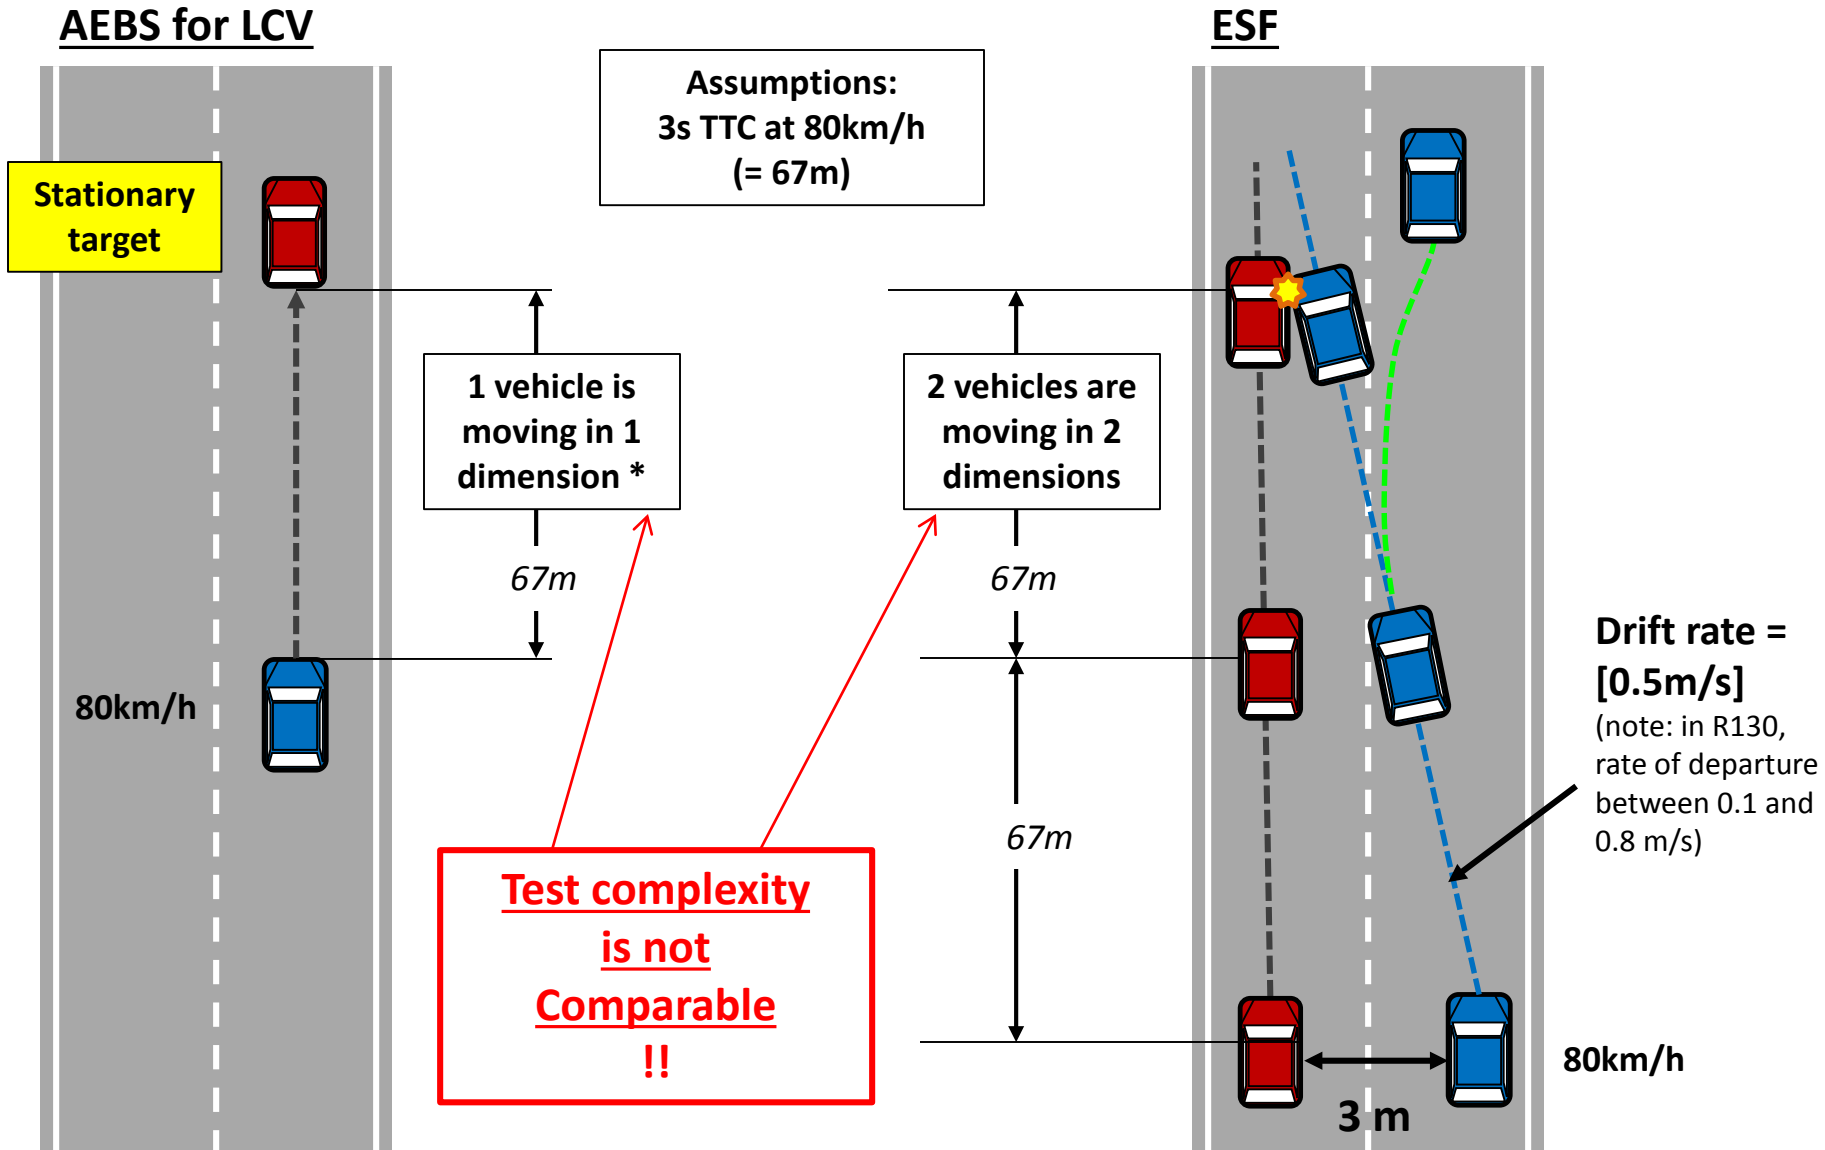 AEBS for LCV
ESF
Assumptions:
3s TTC at 80km/h
(= 67m)
Stationary
target
1 vehicle is
moving in 1
dimension *
2 vehicles are
moving in 2
dimensions
67m
67m
Drift rate =
[0.5m/s]
(note: in R130,
rate of departure
between 0.1 and
0.8 m/s)
80km/h
67m
Test complexity
is not
Comparable
!!
80km/h
3 m